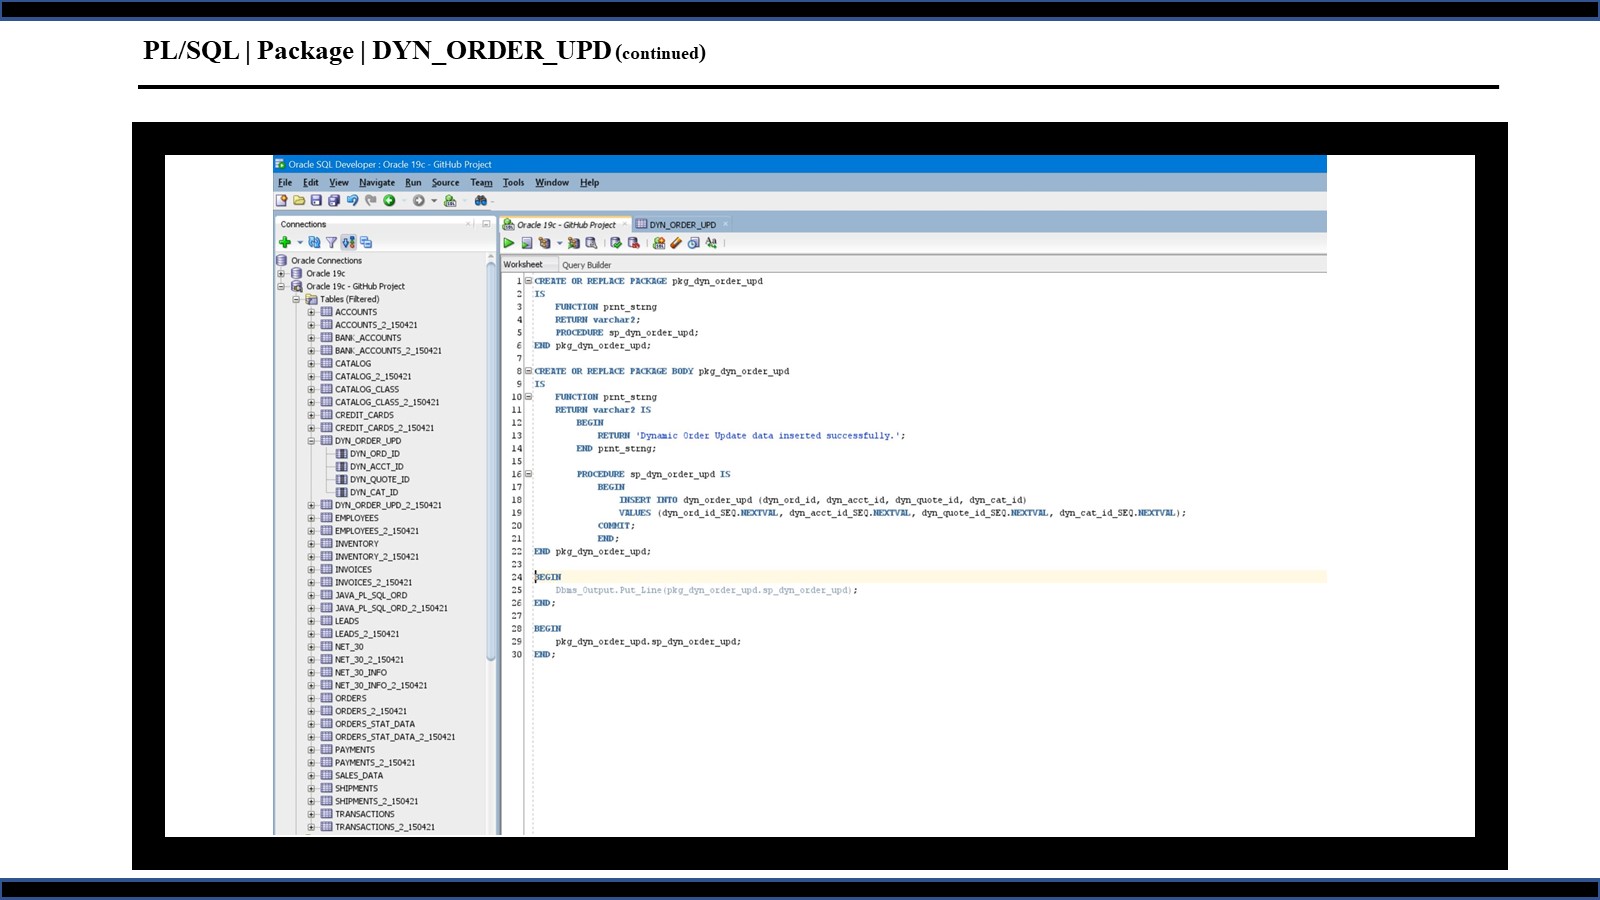 PL/SQL | Package | DYN_ORDER_UPD (continued)
Oracle SQL Developer : Oracle 19c - GitHub Project
File Edit View Navigate Run Source Team Tools Window Help
Connections
Oracle Connections
Oracle 19c
Oracle 19c - GitHub Project
Tables (Filtered)
ACCOUNTS
ACCOUNTS_2_150421
BANK_ACCOUNTS
BANK_ACCOUNTS_2_150421
CATALOG
CATALOG_2_150421
CATALOG_CLASS
CATALOG_CLASS_2_150421
CREDIT_CARDS
CREDIT_CARDS_2_150421
DYN_ORDER_UPD
DYN_ORD_ID
DYN_ACCT_ID
DYN_QUOTE_ID
DYN_CAT_ID
DYN_ORDER_UPD_2_150421
EMPLOYEES
EMPLOYEES_2_150421
INVENTORY
INVENTORY_2_150421
INVOICES
INVOICES_2_150421
JAVA_PL_SQL_ORD
JAVA_PL_SQL_ORD_2_150421
LEADS
LEADS_2_150421
NET_30
NET_30_2_150421
NET_30_INFO
NET_30_INFO_2_150421
ORDERS
ORDERS_2_150421
ORDERS_STAT_DATA
ORDERS_STAT_DATA_2_150421
PAYMENTS
PAYMENTS_2_150421
SALES_DATA
SHIPMENTS
SHIPMENTS_2_150421
TRANSACTIONS
TRANSACTIONS_2_150421
Oracle 19c - GitHub Project DYN_ORDER_UPD
Worksheet Query Builder
1 CREATE OR REPLACE PACKAGE pkg_dyn_order_upd
2 IS
3 FUNCTION prnt_strng
4 RETURN varchar2;
5 PROCEDURE sp_dyn_order_upd;
6 END pkg_dyn_order_upd;
7
8 CREATE OR REPLACE PACKAGE BODY pkg_dyn_order_upd
9 IS
10 FUNCTION prnt_strng
11 RETURN varchar2 IS
12 BEGIN
13 RETURN 'Dynamic Order Update data inserted successfully.';
14 END prnt_strng;
15
16 PROCEDURE sp_dyn_order_upd IS
17 BEGIN
18 INSERT INTO dyn_order_upd (dyn_ord_id, dyn_acct_id, dyn_quote_id, dyn_cat_id)
19 VALUES (dyn_ord_id_SEQ.NEXTVAL, dyn_acct_id_SEQ.NEXTVAL, dyn_quote_id_SEQ.NEXTVAL, dyn_cat_id_SEQ.NEXTVAL);
20 COMMIT;
21 END;
22 END pkg_dyn_order_upd;
23
24 BEGIN
25 Dbms_Output.Put_Line(pkg_dyn_order_upd.sp_dyn_order_upd);
26 END;
27
28 BEGIN
29 pkg_dyn_order_upd.sp_dyn_order_upd;
30 END;